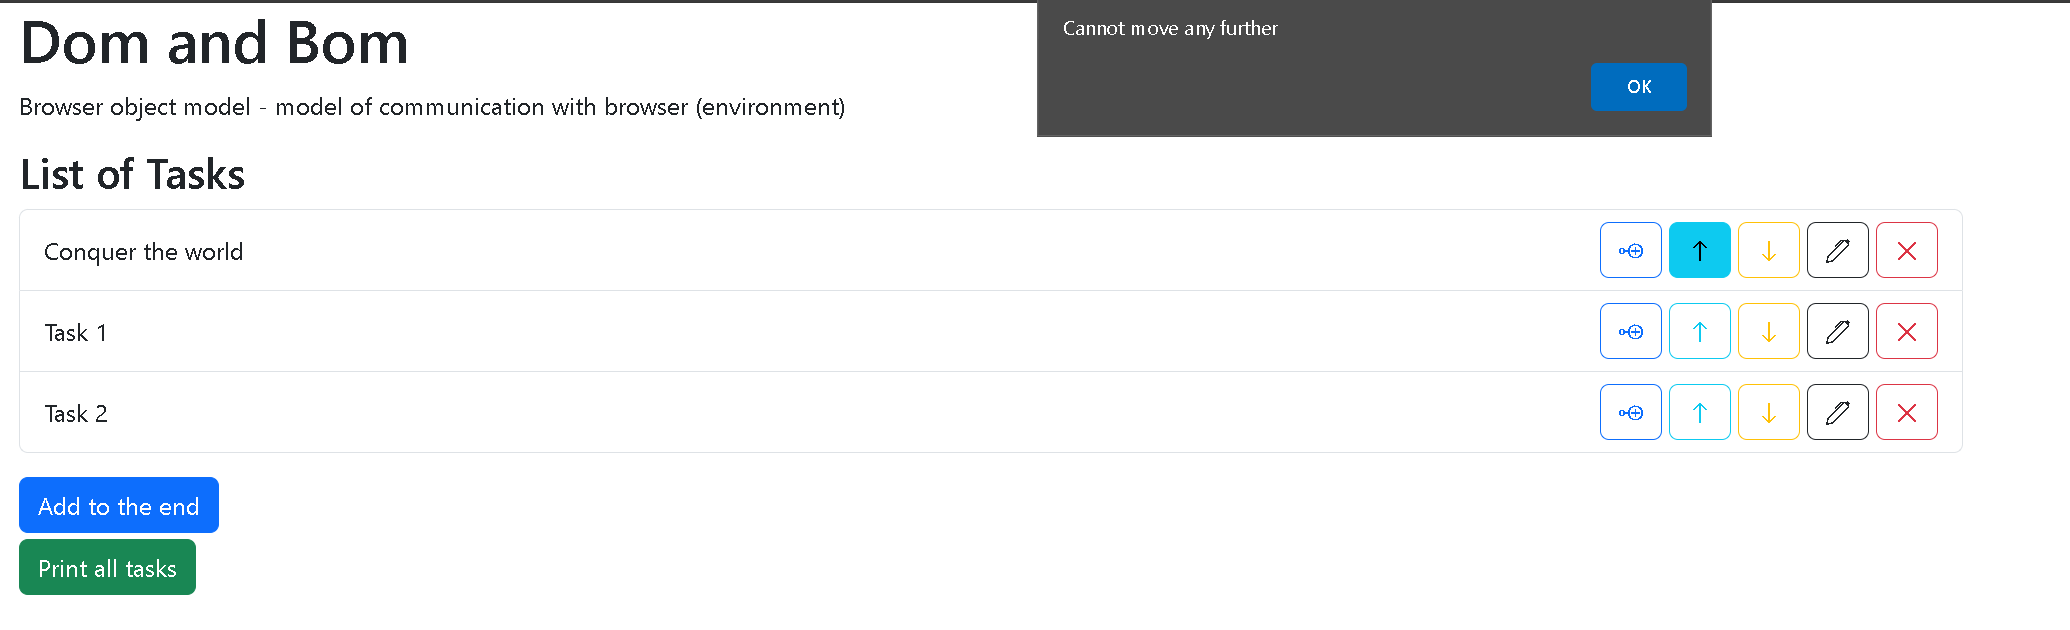 Dom and Bom
Cannot move any further
OK
Browser object model - model of communication with browser (environment)
List of Tasks
Conquer the world
Task 1
Task 2
Add to the end
Print all tasks